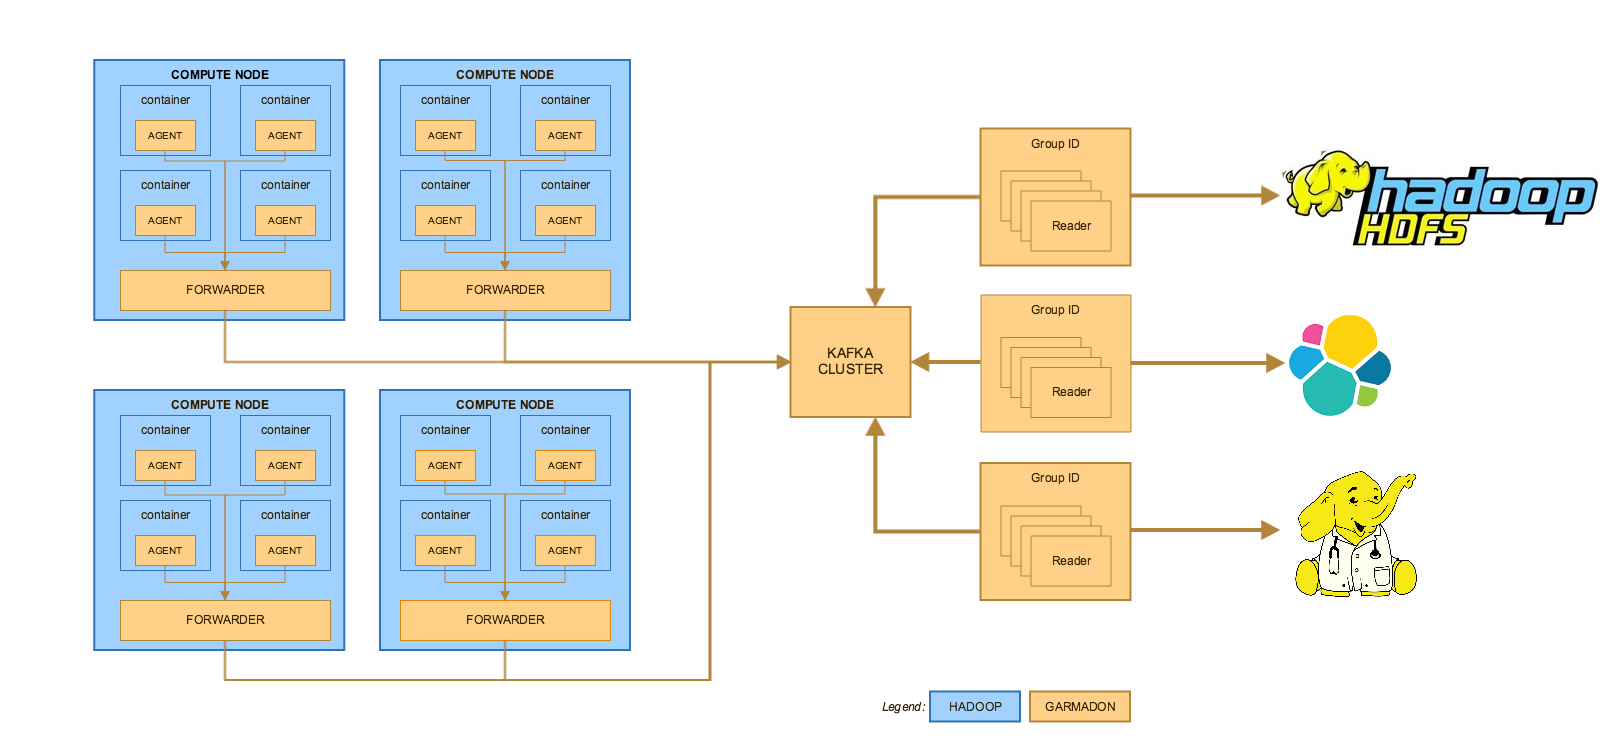 COMPUTE NODE
container
container
AGENT
AGENT
container
container
AGENT
AGENT
FORWARDER
COMPUTE NODE
container
container
AGENT
AGENT
container
container
AGENT
AGENT
FORWARDER
COMPUTE NODE
container
container
AGENT
AGENT
container
container
AGENT
AGENT
FORWARDER
COMPUTE NODE
container
container
AGENT
AGENT
container
container
AGENT
AGENT
FORWARDER
KAFKA
CLUSTER
Group ID
Reader
Group ID
Reader
Group ID
Reader
hadoop
HDFS
Legend:
HADOOP
GARMADON